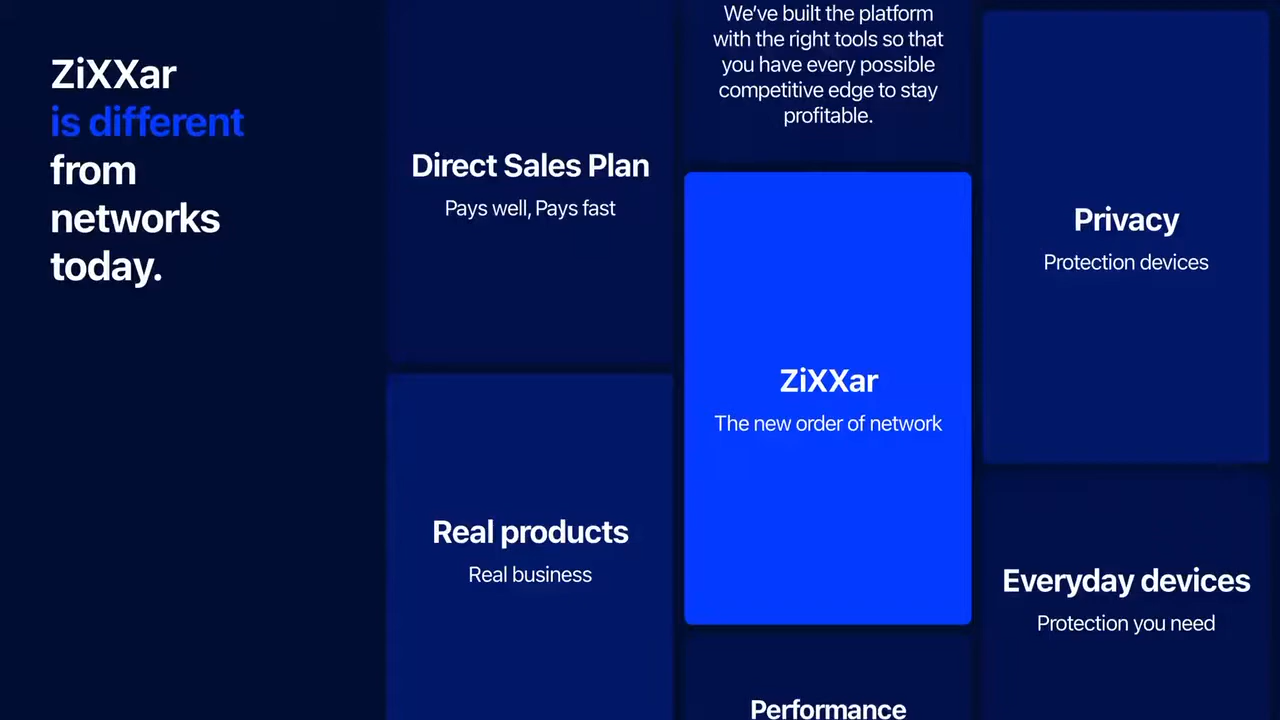 ZiXXar
is different
from
networks
today.
Direct Sales Plan
Pays well, Pays fast
Real products
Real business
We've built the platform
with the right tools so that
you have every possible
competitive edge to stay
profitable.
ZiXXar
The new order of network
Performance
Privacy
Protection devices
Everyday devices
Protection you need